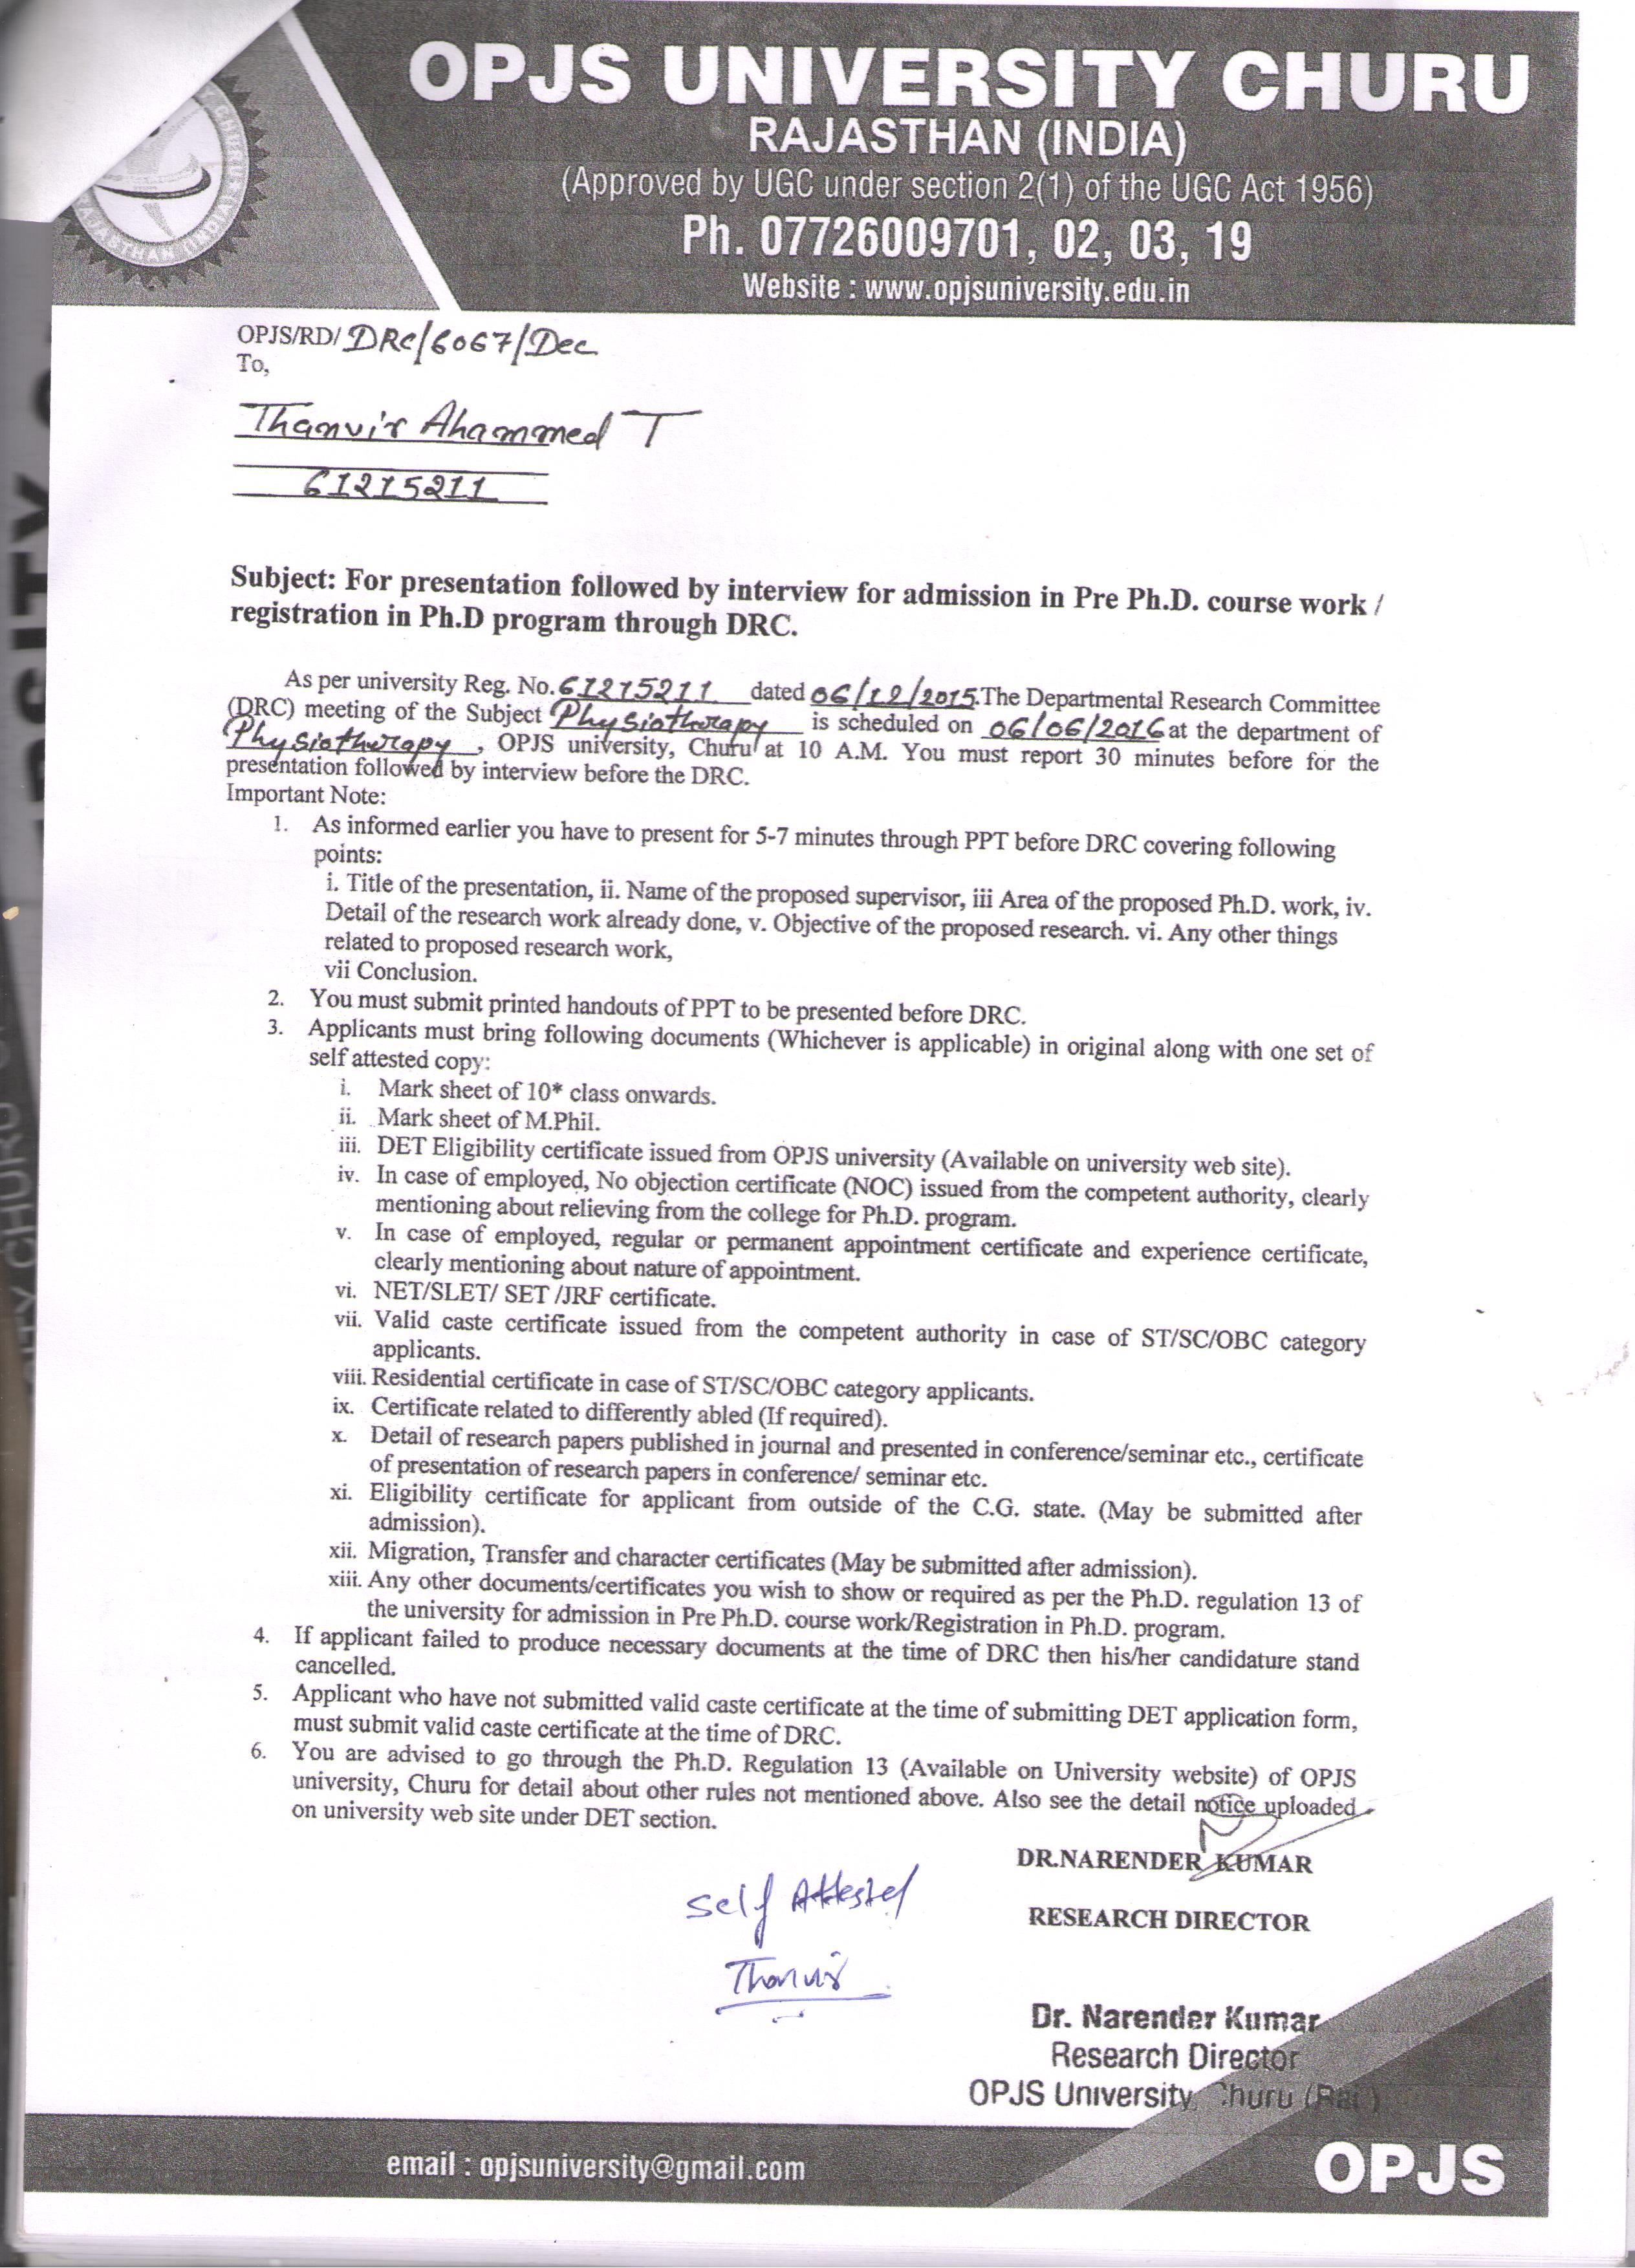 OPJS UNIVERSITY CHURU
RAJASTHAN (INDIA)
(Approved by UGC under section 2(1) of the UGC Act 1956)
Ph. 07726009701, 02, 03, 19
Website : www.opjsuniversity.edu.in
OPJS/RD/ DRC/6067/Dec
To,
Thanvir Ahammed T
61215211
Subject: For presentation followed by interview for admission in Pre Ph.D. course work /
registration in Ph.D program through DRC.
As per university Reg. No. 61215211 dated 06/12/2015. The Departmental Research Committee
(DRC) meeting of the Subject Physiotherapy is scheduled on 06/06/2016 at the department of
Physiotherapy, OPJS university, Churu at 10 A.M. You must report 30 minutes before for the
presentation followed by interview before the DRC.
Important Note:
1. As informed earlier you have to present for 5-7 minutes through PPT before DRC covering following
points:
i. Title of the presentation, ii. Name of the proposed supervisor, iii Area of the proposed Ph.D. work, iv.
Detail of the research work already done, v. Objective of the proposed research. vi. Any other things
related to proposed research work,
vii Conclusion.
2. You must submit printed handouts of PPT to be presented before DRC.
3. Applicants must bring following documents (Whichever is applicable) in original along with one set of
self attested copy:
i. Mark sheet of 10* class onwards.
ii. Mark sheet of M.Phil.
iii. DET Eligibility certificate issued from OPJS university (Available on university web site).
iv. In case of employed, No objection certificate (NOC) issued from the competent authority, clearly
mentioning about relieving from the college for Ph.D. program.
v. In case of employed, regular or permanent appointment certificate and experience certificate,
clearly mentioning about nature of appointment.
vi. NET/SLET/ SET /JRF certificate.
vii. Valid caste certificate issued from the competent authority in case of ST/SC/OBC category
applicants.
viii. Residential certificate in case of ST/SC/OBC category applicants.
ix. Certificate related to differently abled (If required).
x. Detail of research papers published in journal and presented in conference/seminar etc., certificate
of presentation of research papers in conference/ seminar etc.
xi. Eligibility certificate for applicant from outside of the C.G. state. (May be submitted after
admission).
xii. Migration, Transfer and character certificates (May be submitted after admission).
xiii. Any other documents/certificates you wish to show or required as per the Ph.D. regulation 13 of
the university for admission in Pre Ph.D. course work/Registration in Ph.D. program.
4. If applicant failed to produce necessary documents at the time of DRC then his/her candidature stand
cancelled.
5. Applicant who have not submitted valid caste certificate at the time of submitting DET application form,
must submit valid caste certificate at the time of DRC.
6. You are advised to go through the Ph.D. Regulation 13 (Available on University website) of OPJS
university, Churu for detail about other rules not mentioned above. Also see the detail notice uploaded
on university web site under DET section.
DR.NARENDER KUMAR
Self Attested
RESEARCH DIRECTOR
Thanvir
Dr. Narender Kumar
Research Director
OPJS University, Churu (Raj.)
email : opjsuniversity@gmail.com
OPJS